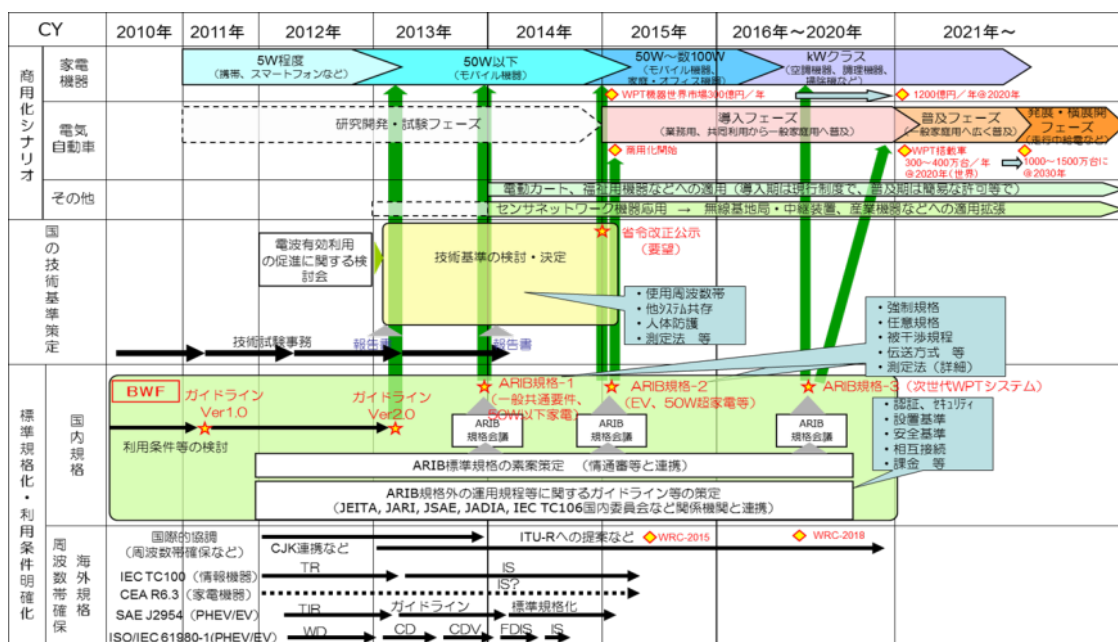 CY
2010年
2011年
2012年
2013年
2014年
2015年
2016年～2020年
2021年～
商用化シナリオ
家電
機器
5W程度
(携帯、スマートフォンなど)
50W以下
(モバイル機器)
50W～数100W
(モバイル機器、
家庭・オフィス機器)
kWクラス
(空調機器、調理機器、
掃除機など)
WPT機器世界市場300億円／年
1200億円／年@2020年
電気
自動車
研究開発・試験フェーズ
導入フェーズ
(業務用、共同利用から一般家庭用へ普及)
普及フェーズ
(一般家庭用へ広く普及)
発展・横展開
フェーズ
(走行中給電など)
商用化開始
WPT搭載車
300～400万台／年
@2020年(世界)
1000～1500万台に
@2030年
その他
電動カート、福祉用機器などへの適用（導入期は現行制度で、普及期は簡易な許可等で）
センサネットワーク機器応用 → 無線基地局・中継装置、産業機器などへの適用拡張
国の技術基準策定
電波有効利用
の促進に関する検
討会
技術基準の検討・決定
省令改正公示
(要望)
• 使用周波数帯
• 他システム共存
• 人体防護
• 測定法 等
• 強制規格
• 任意規格
• 被干渉規程
• 伝送方式 等
• 測定法（詳細）
技術試験事務
報告書
報告書
標準規格化・利用条件明確化
国内規格
BWF
ガイドライン
Ver1.0
ガイドライン
Ver2.0
ARIB規格-1
(一般共通要件、
50W以下家電)
ARIB規格-2
(EV、50W超家電等)
ARIB規格-3（次世代WPTシステム）
利用条件等の検討
ARIB
規格会議
ARIB
規格会議
ARIB
規格会議
• 認証、セキュリティ
• 設置基準
• 安全基準
• 相互接続
• 課金 等
ARIB標準規格の素案策定 （情通審等と連携）
ARIB規格外の運用規程等に関するガイドライン等の策定
(JEITA, JARI, JSAE, JADIA, IEC TC106国内委員会など関係機関と連携)
周波数帯確保
海外規格
国際的協調
(周波数帯確保など)
CJK連携など
ITU-Rへの提案など
WRC-2015
WRC-2018
IEC TC100（情報機器）
TR
IS
CEA R6.3（家電機器）
IS?
SAE J2954 (PHEV/EV)
TIR
ガイドライン
標準規格化
ISO/IEC 61980-1(PHEV/EV)
WD
CD
CDV
FDIS
IS